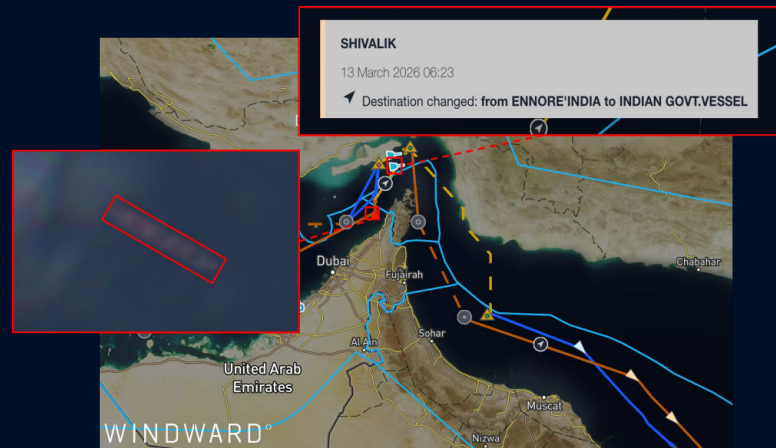 SHIVALIK
13 March 2026 06:23
Destination changed: from ENNORE'INDIA to INDIAN GOVT.VESSEL
Dubai
Fujairah
Chabahar
Sohar
Al Ain
United Arab
Emirates
Muscat
Nizwa
WINDWARD